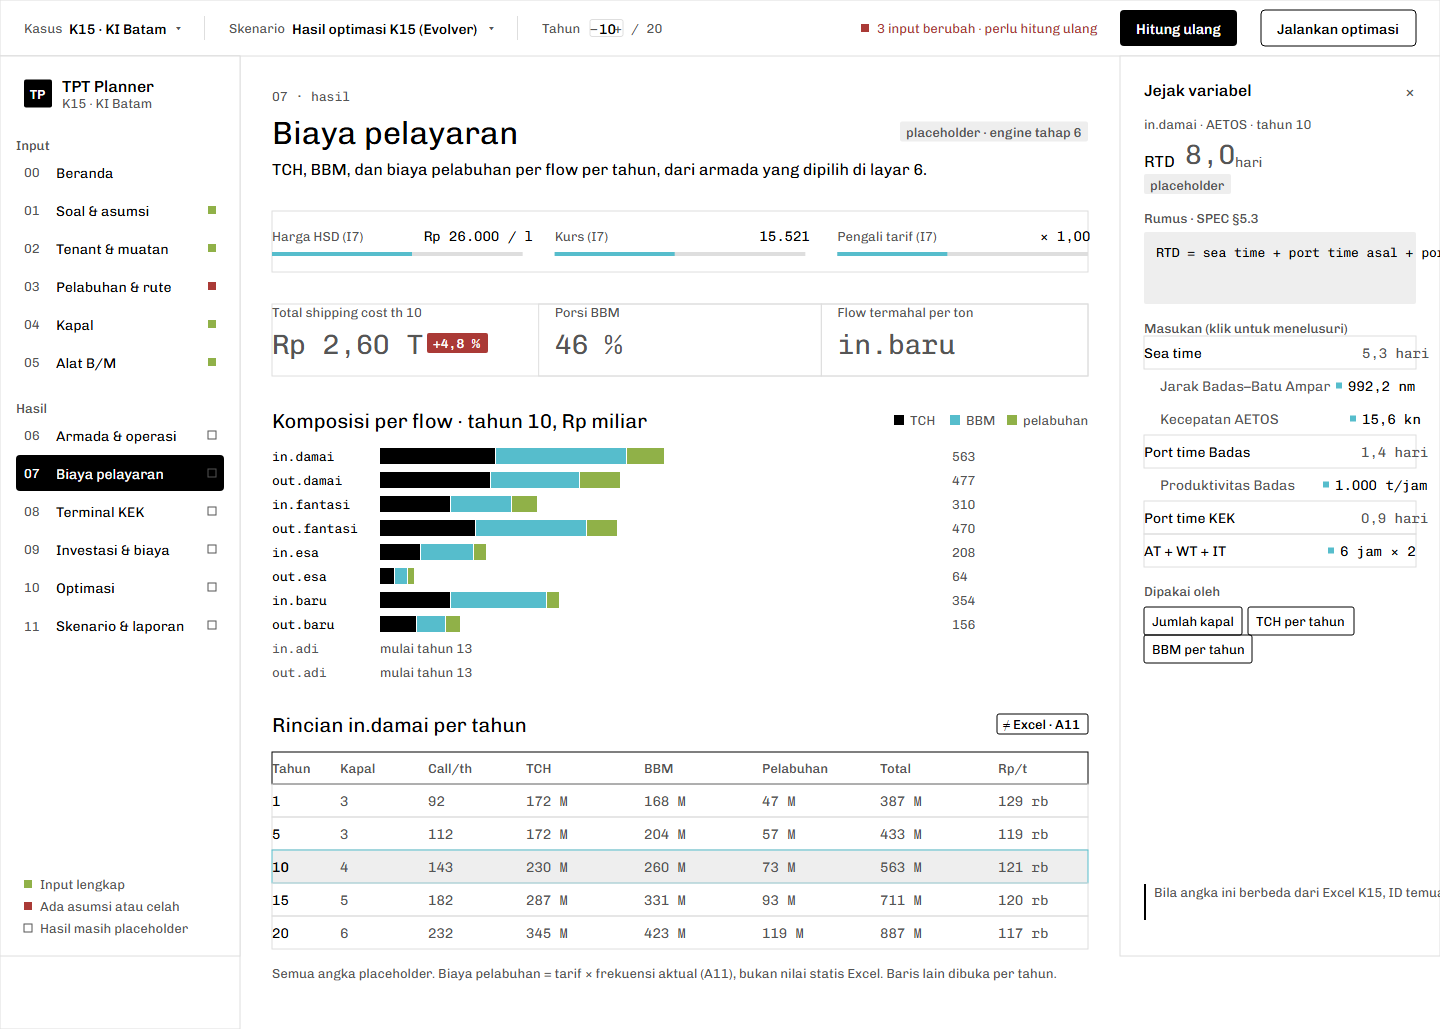 Kasus K15 · KI Batam
Skenario Hasil optimasi K15 (Evolver)
Tahun −10+ / 20
3 input berubah · perlu hitung ulang
Hitung ulang
Jalankan optimasi
TP
TPT Planner
K15 · KI Batam
Input
00 Beranda
01 Soal & asumsi
02 Tenant & muatan
03 Pelabuhan & rute
04 Kapal
05 Alat B/M
Hasil
06 Armada & operasi
07 Biaya pelayaran
08 Terminal KEK
09 Investasi & biaya
10 Optimasi
11 Skenario & laporan
Input lengkap
Ada asumsi atau celah
Hasil masih placeholder
07 · hasil
Biaya pelayaran
placeholder · engine tahap 6
TCH, BBM, dan biaya pelabuhan per flow per tahun, dari armada yang dipilih di layar 6.
Harga HSD (I7) Rp 26.000 / l
Kurs (I7) 15.521
Pengali tarif (I7) × 1,00
Total shipping cost th 10
Rp 2,60 T +4,8 %
Porsi BBM
46 %
Flow termahal per ton
in.baru
Komposisi per flow · tahun 10, Rp miliar
TCH BBM pelabuhan
in.damai 563
out.damai 477
in.fantasi 310
out.fantasi 470
in.esa 208
out.esa 64
in.baru 354
out.baru 156
in.adi mulai tahun 13
out.adi mulai tahun 13
Rincian in.damai per tahun
≠ Excel · A11
Tahun Kapal Call/th TCH BBM Pelabuhan Total Rp/t
1 3 92 172 M 168 M 47 M 387 M 129 rb
5 3 112 172 M 204 M 57 M 433 M 119 rb
10 4 143 230 M 260 M 73 M 563 M 121 rb
15 5 182 287 M 331 M 93 M 711 M 120 rb
20 6 232 345 M 423 M 119 M 887 M 117 rb
Semua angka placeholder. Biaya pelabuhan = tarif × frekuensi aktual (A11), bukan nilai statis Excel. Baris lain dibuka per tahun.
Jejak variabel ×
in.damai · AETOS · tahun 10
RTD 8,0 hari
placeholder
Rumus · SPEC §5.3
RTD = sea time + port time asal + po
Masukan (klik untuk menelusuri)
Sea time 5,3 hari
Jarak Badas–Batu Ampar 992,2 nm
Kecepatan AETOS 15,6 kn
Port time Badas 1,4 hari
Produktivitas Badas 1.000 t/jam
Port time KEK 0,9 hari
AT + WT + IT 6 jam × 2
Dipakai oleh
Jumlah kapal
TCH per tahun
BBM per tahun
Bila angka ini berbeda dari Excel K15, ID temua